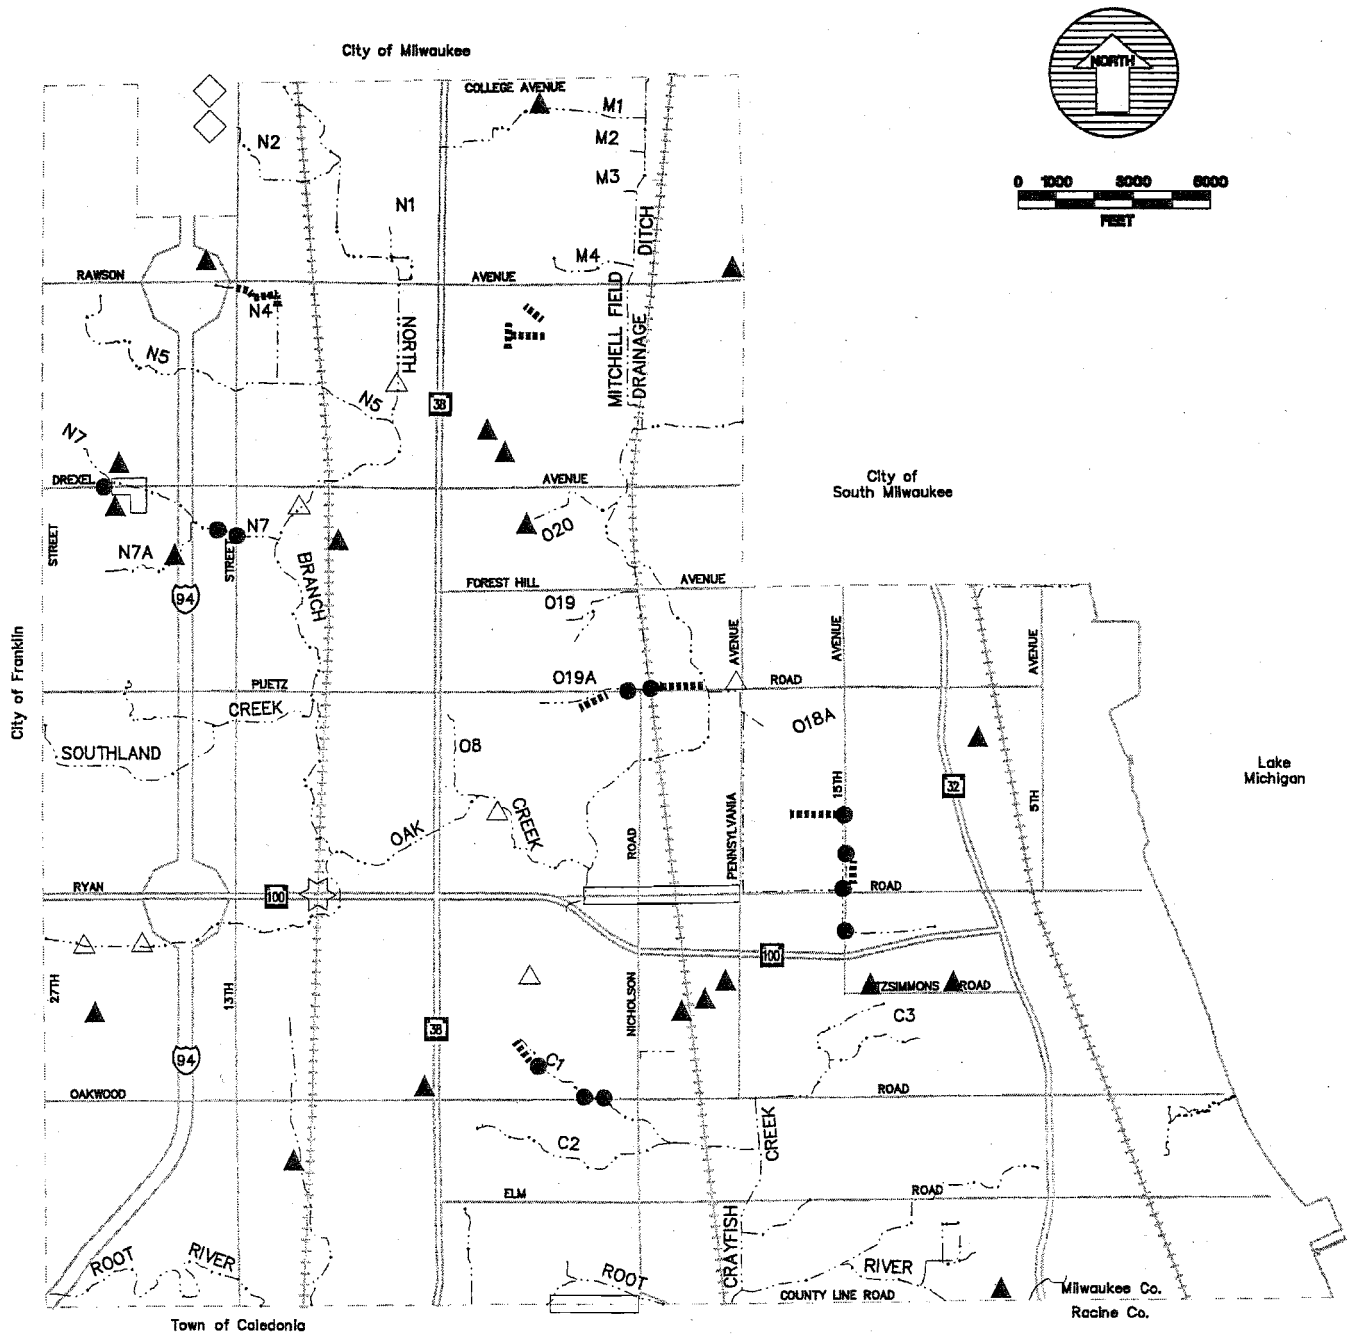 City of Milwaukee
NORTH
COLLEGE AVENUE
M1
N2
M2
M3
0 1000 3000 5000
FEET
N1
DITCH
M4
RAWSON
AVENUE
MITCHELL FIELD
DRAINAGE
N4
NORTH
N5
N5
38
N7
City of
South Milwaukee
DREXEL
AVENUE
N7
O20
STREET
N7A
STREET
BRANCH
FOREST HILL
AVENUE
94
O19
AVENUE
AVENUE
AVENUE
City of Franklin
PUETZ
O19A
ROAD
CREEK
O18A
SOUTHLAND
O8
Lake
Michigan
32
15TH
5TH
PENNSYLVANIA
CREEK
OAK
ROAD
RYAN
100
ROAD
100
27TH
13TH
NICHOLSON
TZSIMMONS ROAD
C3
38
94
C1
OAKWOOD
ROAD
CREEK
C2
ELM
ROAD
CRAYFISH
ROOT
RIVER
ROOT
RIVER
COUNTY LINE ROAD
Milwaukee Co.
Racine Co.
Town of Caledonia